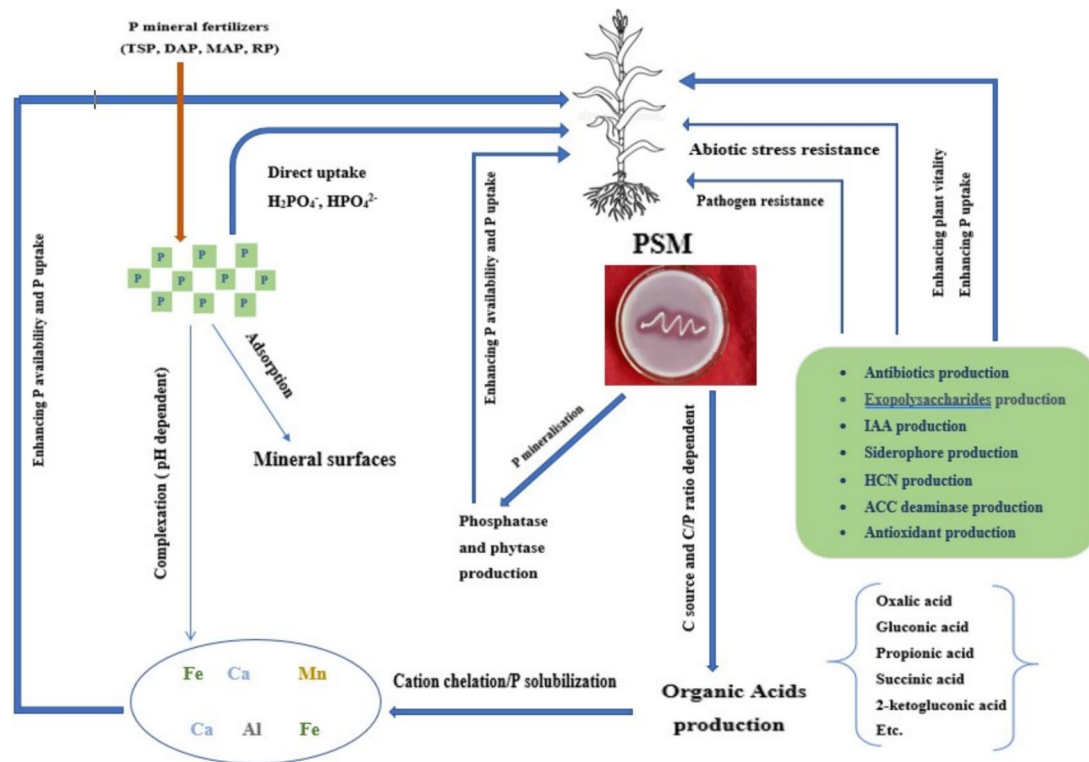 P mineral fertilizers
(TSP, DAP, MAP, RP)
Direct uptake
H₂PO₄⁻, HPO₄²⁻
P P P
P P P P
P P P
Adsorption
Mineral surfaces
Complexation ( pH dependent)
Enhancing P availability and P uptake
Fe Ca Mn
Ca Al Fe
Enhancing P availability and P uptake
Abiotic stress resistance
Pathogen resistance
Enhancing plant vitality
Enhancing P uptake
PSM
P mineralisation
Phosphatase
and phytase
production
C source and C/P ratio dependent
Cation chelation/P solubilization
Organic Acids
production
• Antibiotics production
• Exopolysaccharides production
• IAA production
• Siderophore production
• HCN production
• ACC deaminase production
• Antioxidant production
Oxalic acid
Gluconic acid
Propionic acid
Succinic acid
2-ketogluconic acid
Etc.